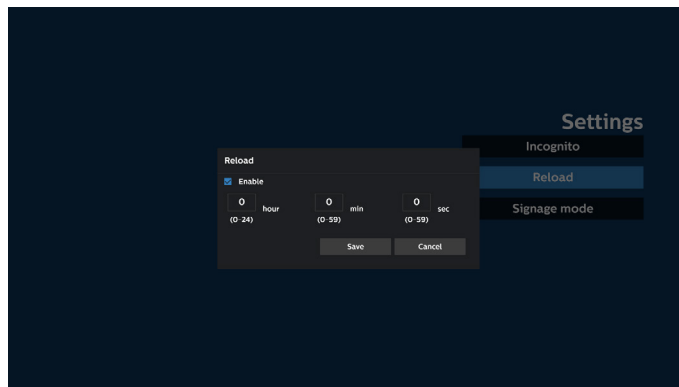 Settings
Incognito
Reload
Signage mode
Reload
Enable
0 hour 0 min 0 sec
(0-24) (0-59) (0-59)
Save Cancel